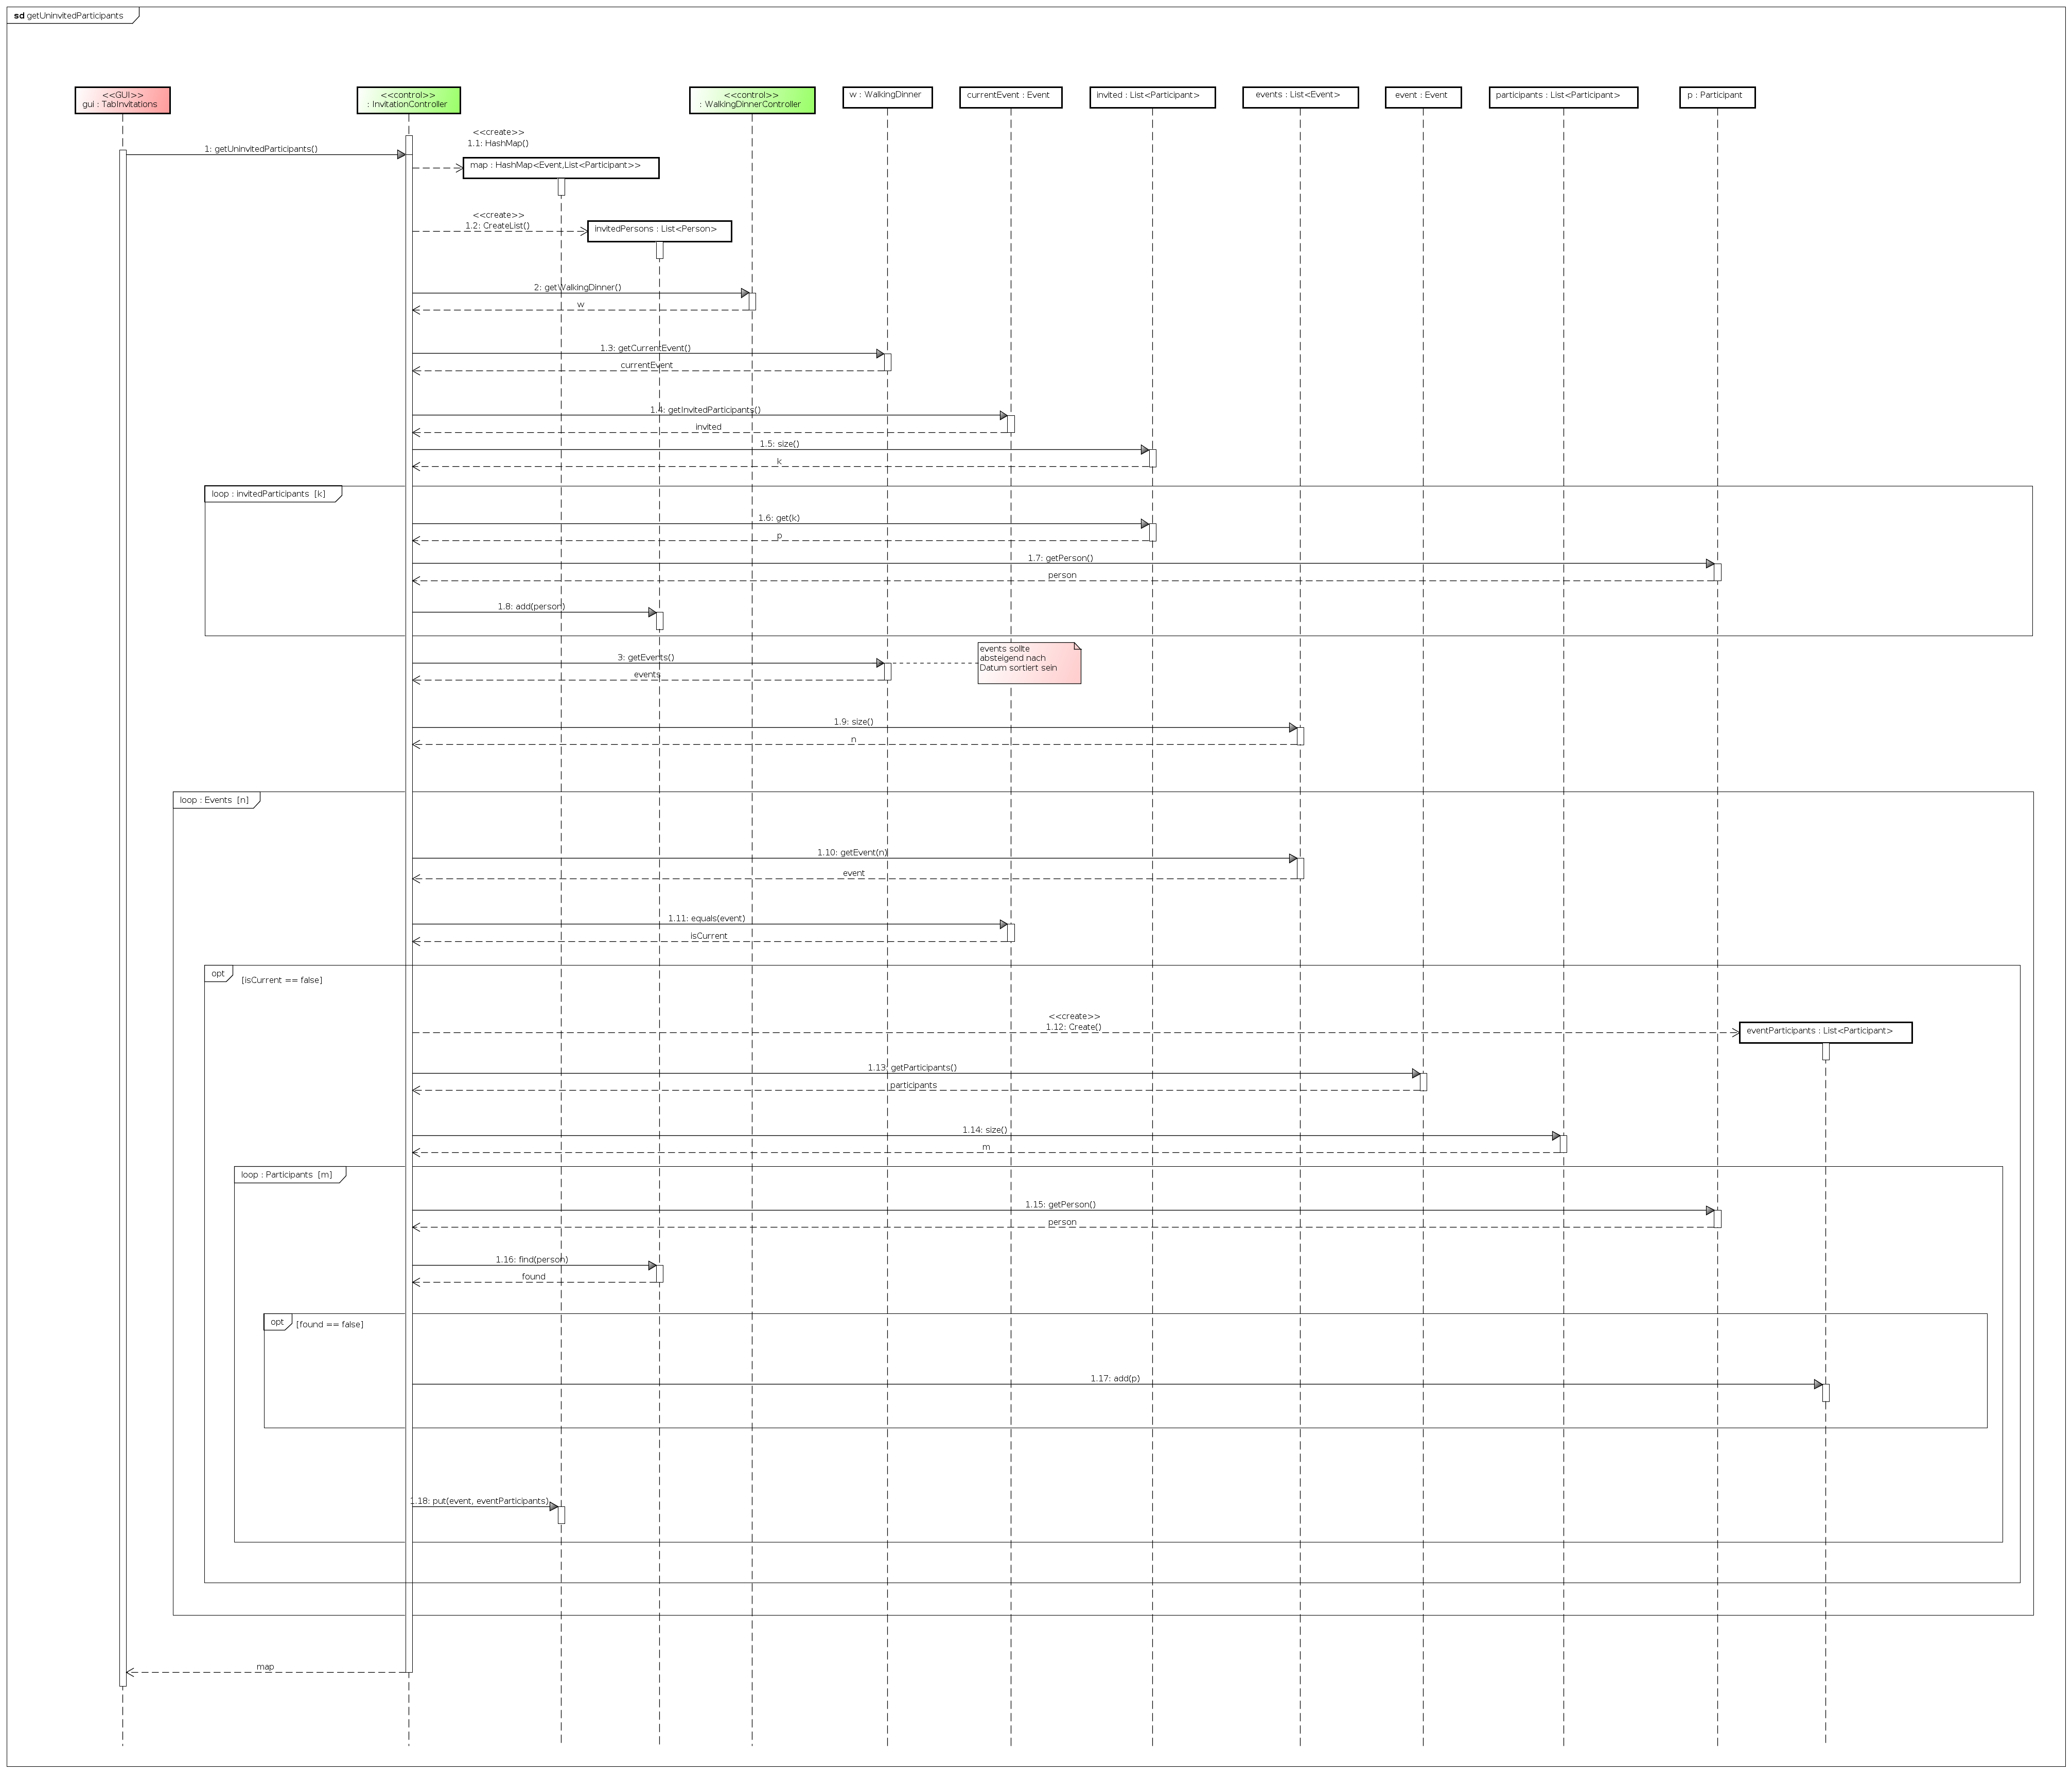 sd getUninvitedParticipants
<<GUI>>
gui : TabInvitations
<<control>>
: InvitationController
<<control>>
: WalkingDinnerController
w : WalkingDinner
currentEvent : Event
invited : List<Participant>
events : List<Event>
event : Event
participants : List<Participant>
p : Participant
<<create>>
1.1: HashMap()
1: getUninvitedParticipants()
map : HashMap<Event,List<Participant>>
<<create>>
1.2: CreateList()
invitedPersons : List<Person>
2: getWalkingDinner()
w
1.3: getCurrentEvent()
currentEvent
1.4: getInvitedParticipants()
invited
1.5: size()
k
loop : invitedParticipants [k]
1.6: get(k)
p
1.7: getPerson()
person
1.8: add(person)
events sollte
absteigend nach
Datum sortiert sein
3: getEvents()
events
1.9: size()
n
loop : Events [n]
1.10: getEvent(n)
event
1.11: equals(event)
isCurrent
opt
[isCurrent == false]
<<create>>
1.12: Create()
eventParticipants : List<Participant>
1.13: getParticipants()
participants
1.14: size()
m
loop : Participants [m]
1.15: getPerson()
person
1.16: find(person)
found
opt
[found == false]
1.17: add(p)
1.18: put(event, eventParticipants)
map